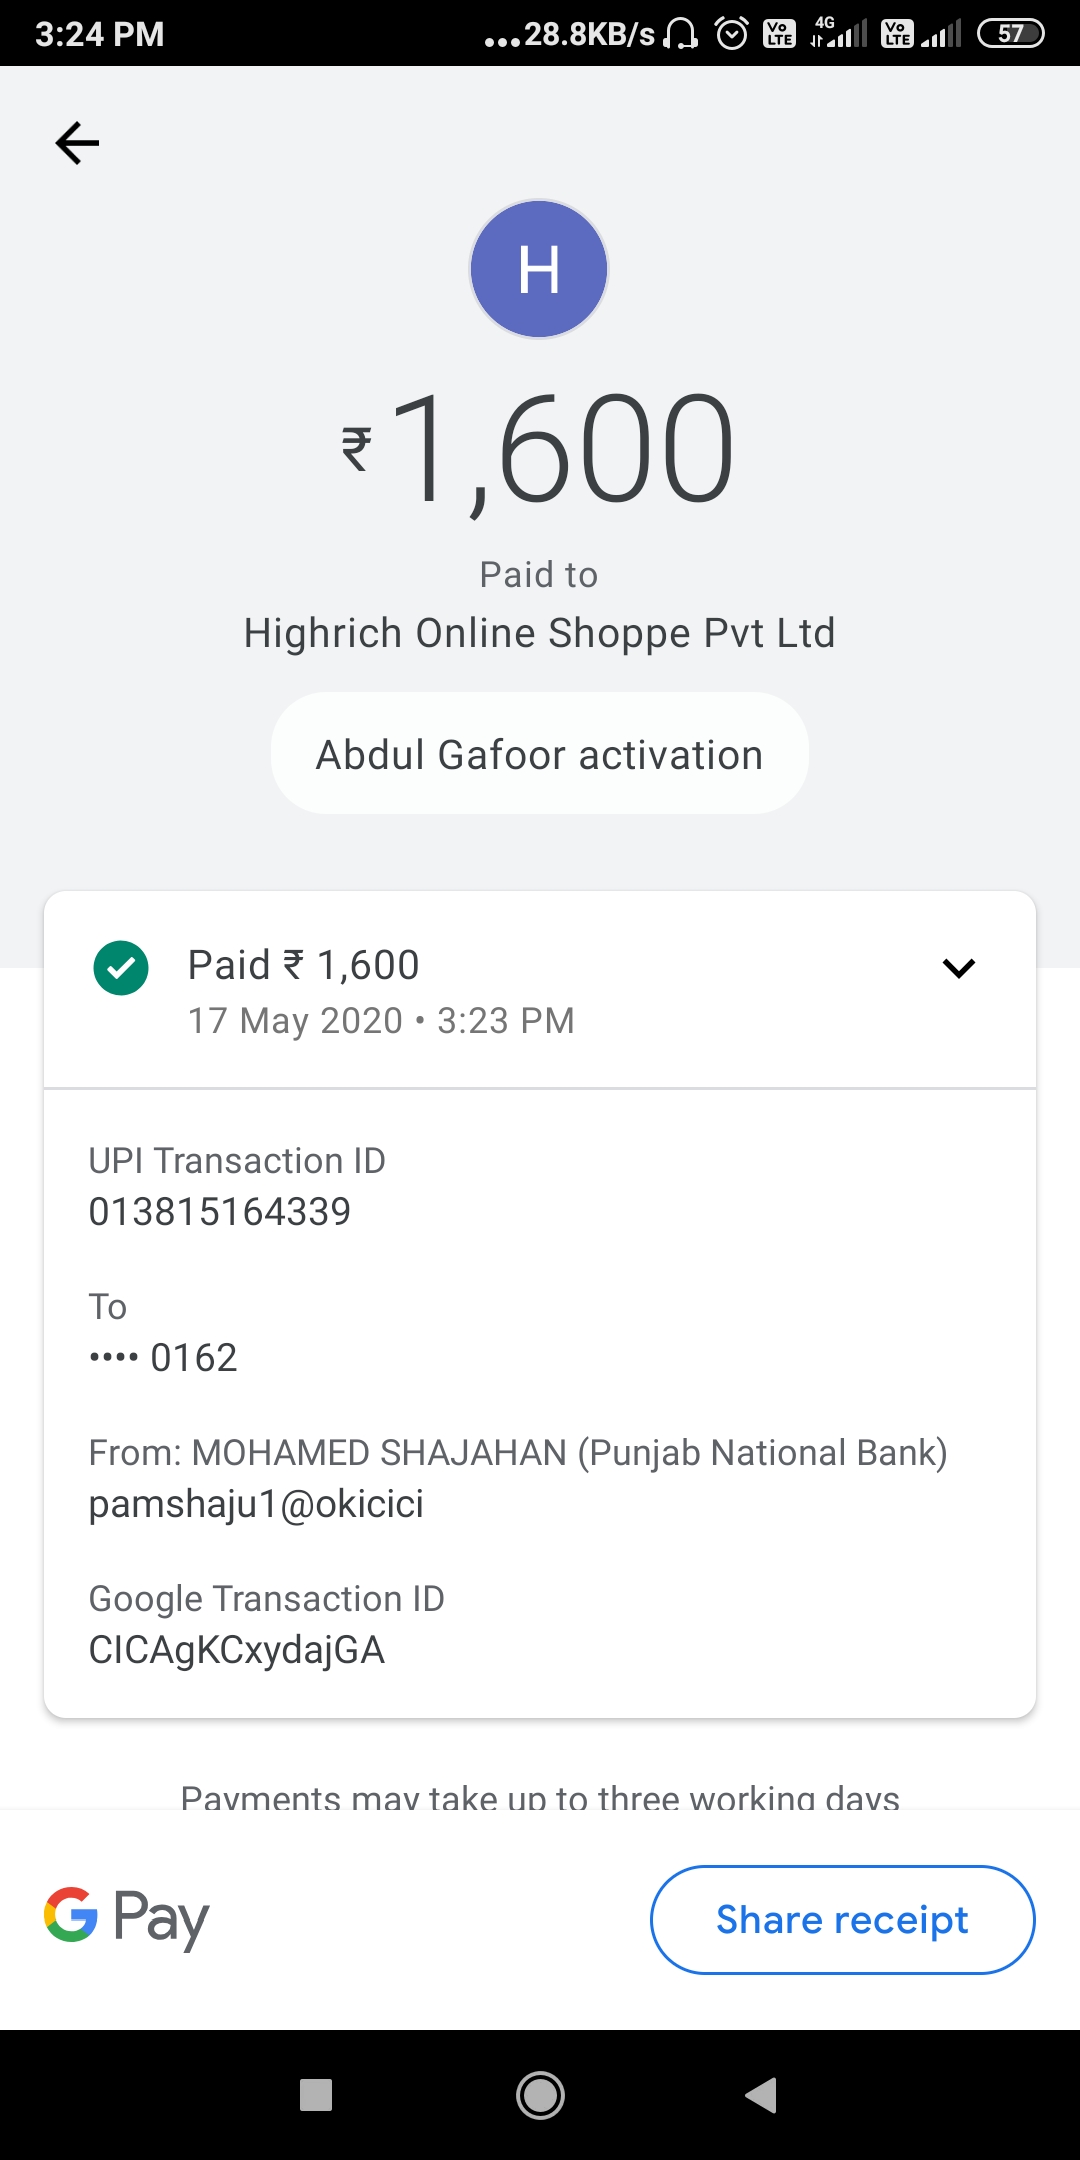 3:24 PM
...28.8KB/s
Vo LTE
4G
Vo LTE
57
H
₹1,600
Paid to
Highrich Online Shoppe Pvt Ltd
Abdul Gafoor activation
Paid ₹ 1,600
17 May 2020 • 3:23 PM
UPI Transaction ID
013815164339
To
•••• 0162
From: MOHAMED SHAJAHAN (Punjab National Bank)
pamshaju1@okicici
Google Transaction ID
CICAgKCxydajGA
Payments may take up to three working days
G Pay
Share receipt